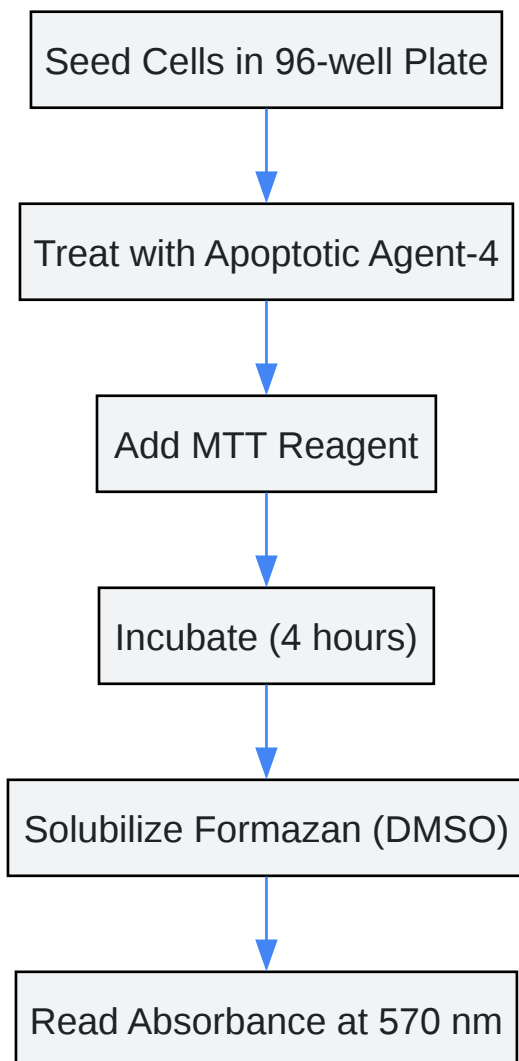 Seed Cells in 96-well Plate
Treat with Apoptotic Agent-4
Add MTT Reagent
Incubate (4 hours)
Solubilize Formazan (DMSO)
Read Absorbance at 570 nm